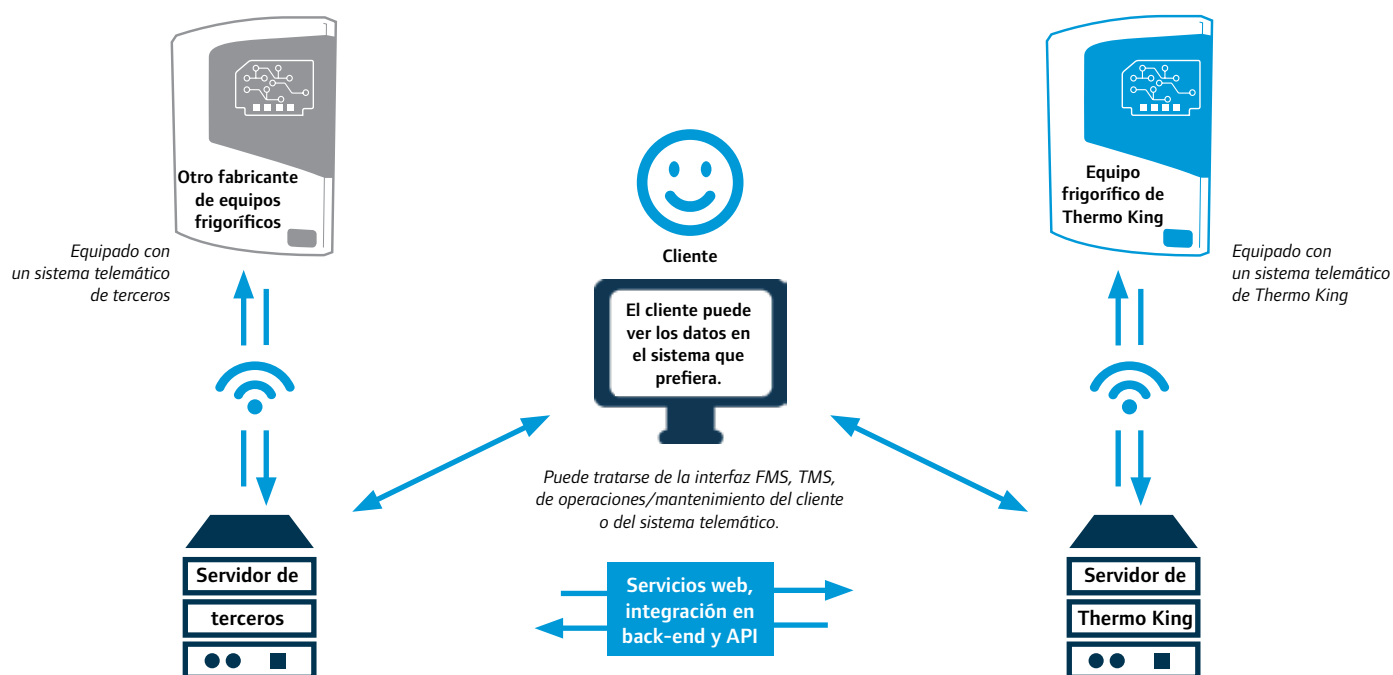 Otro fabricante
de equipos
frigoríficos
Equipado con
un sistema telemático
de terceros
Cliente
El cliente puede
ver los datos en
el sistema que
prefiera.
Equipo
frigorífico de
Thermo King
Equipado con
un sistema telemático
de Thermo King
Puede tratarse de la interfaz FMS, TMS,
de operaciones/mantenimiento del cliente
o del sistema telemático.
Servidor de
terceros
Servicios web,
integración en
back-end y API
Servidor de
Thermo King